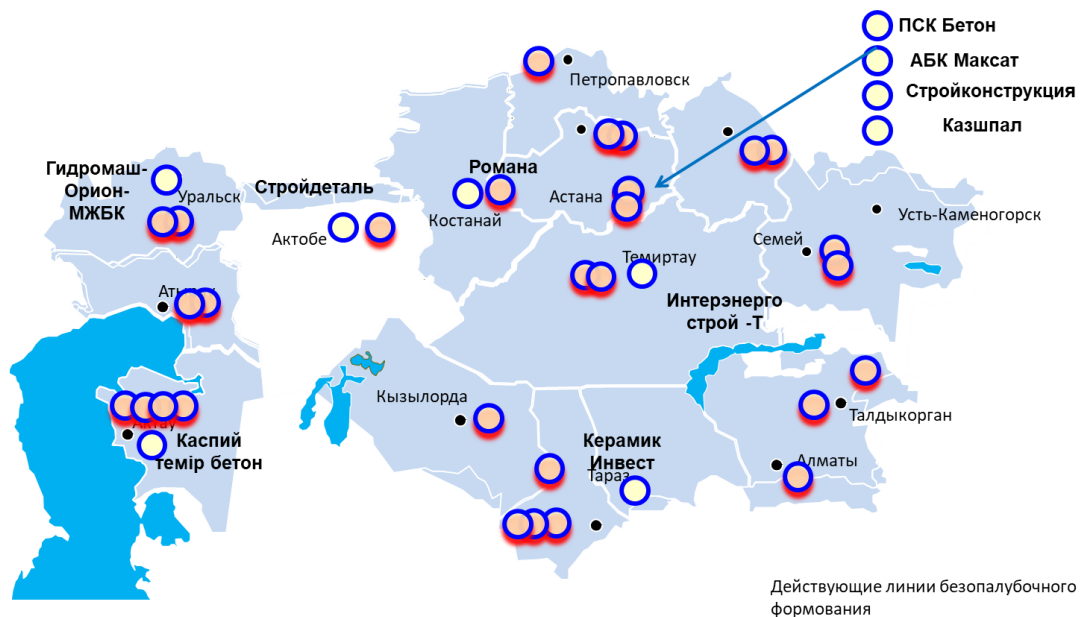 ПСК Бетон
АБК Максат
Стройконструкция
Казшпал
Петропавловск
Гидромаш-
Орион-
МЖБК
Уральск
Стройдеталь
Актобе
Романа
Костанай
Астана
Усть-Каменогорск
Семей
Темиртау
Интерэнерго
строй -Т
Кызылорда
Талдыкорган
Актау
Каспий
темір бетон
Керамик
Инвест
Тараз
Алматы
Действующие линии безопалубочного
формования